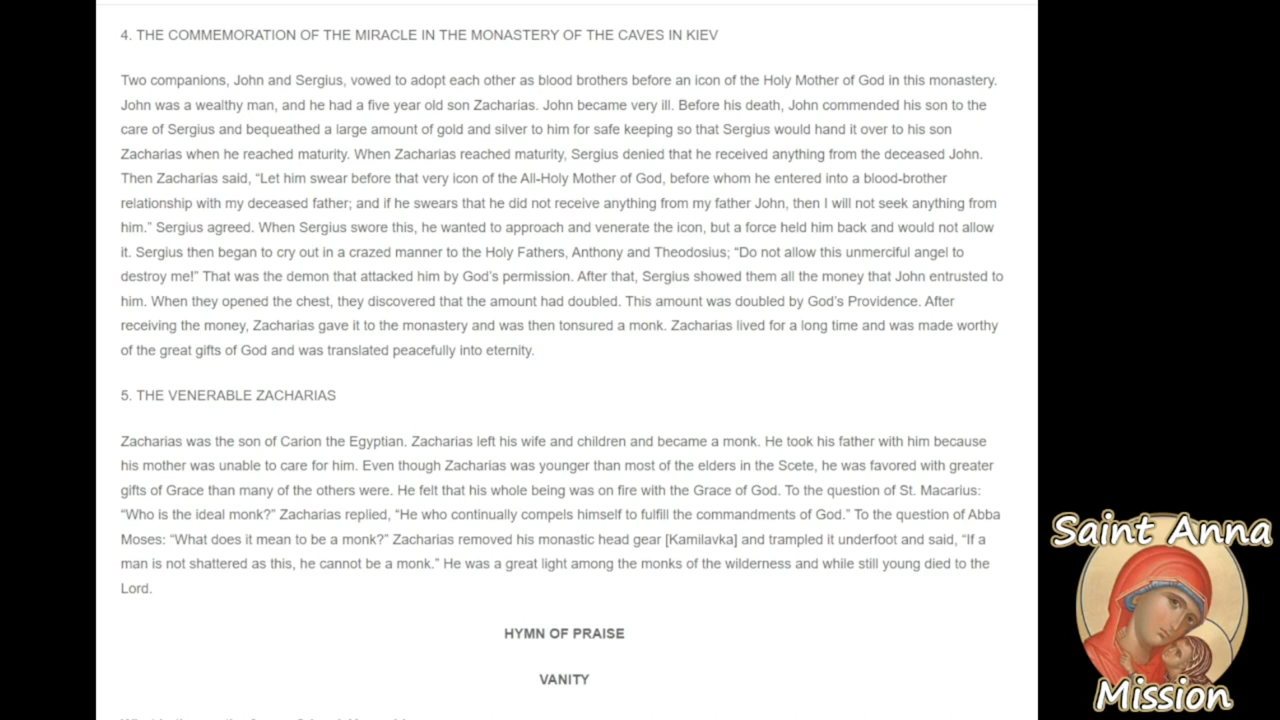 4. THE COMMEMORATION OF THE MIRACLE IN THE MONASTERY OF THE CAVES IN KIEV
Two companions, John and Sergius, vowed to adopt each other as blood brothers before an icon of the Holy Mother of God in this monastery.
John was a wealthy man, and he had a five year old son Zacharias. John became very ill. Before his death, John commended his son to the
care of Sergius and bequeathed a large amount of gold and silver to him for safe keeping so that Sergius would hand it over to his son
Zacharias when he reached maturity. When Zacharias reached maturity, Sergius denied that he received anything from the deceased John.
Then Zacharias said, “Let him swear before that very icon of the All-Holy Mother of God, before whom he entered into a blood-brother
relationship with my deceased father; and if he swears that he did not receive anything from my father John, then I will not seek anything from
him.” Sergius agreed. When Sergius swore this, he wanted to approach and venerate the icon, but a force held him back and would not allow
it. Sergius then began to cry out in a crazed manner to the Holy Fathers, Anthony and Theodosius; “Do not allow this unmerciful angel to
destroy me!” That was the demon that attacked him by God’s permission. After that, Sergius showed them all the money that John entrusted to
him. When they opened the chest, they discovered that the amount had doubled. This amount was doubled by God’s Providence. After
receiving the money, Zacharias gave it to the monastery and was then tonsured a monk. Zacharias lived for a long time and was made worthy
of the great gifts of God and was translated peacefully into eternity.
5. THE VENERABLE ZACHARIAS
Zacharias was the son of Carion the Egyptian. Zacharias left his wife and children and became a monk. He took his father with him because
his mother was unable to care for him. Even though Zacharias was younger than most of the elders in the Scete, he was favored with greater
gifts of Grace than many of the others were. He felt that his whole being was on fire with the Grace of God. To the question of St. Macarius:
“Who is the ideal monk?” Zacharias replied, “He who continually compels himself to fulfill the commandments of God.” To the question of Abba
Moses: “What does it mean to be a monk?” Zacharias removed his monastic head gear [Kamilavka] and trampled it underfoot and said, “If a
man is not shattered as this, he cannot be a monk.” He was a great light among the monks of the wilderness and while still young died to the
Lord.
HYMN OF PRAISE
VANITY
Saint Anna
Mission